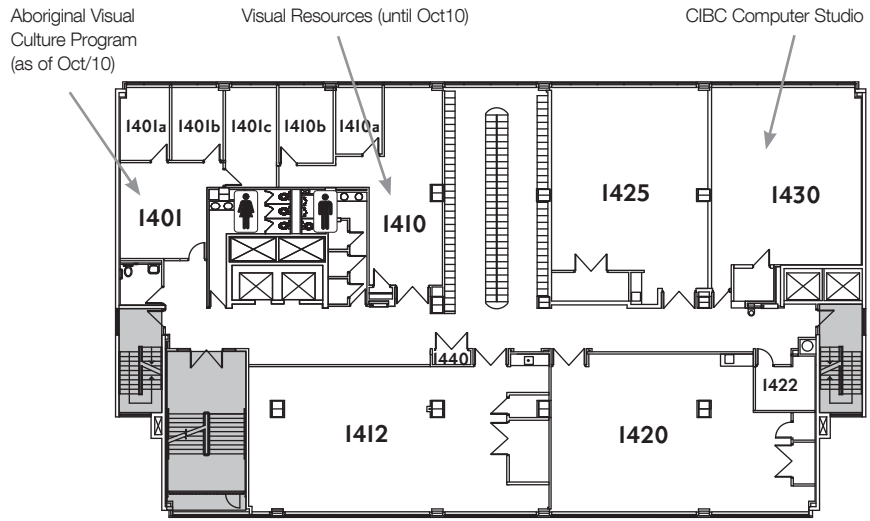 Aboriginal Visual
Culture Program
(as of Oct/10)
Visual Resources (until Oct10)
CIBC Computer Studio
1401a
1401b
1401c
1410b
1410a
1401
1410
1425
1430
1440
1422
1412
1420